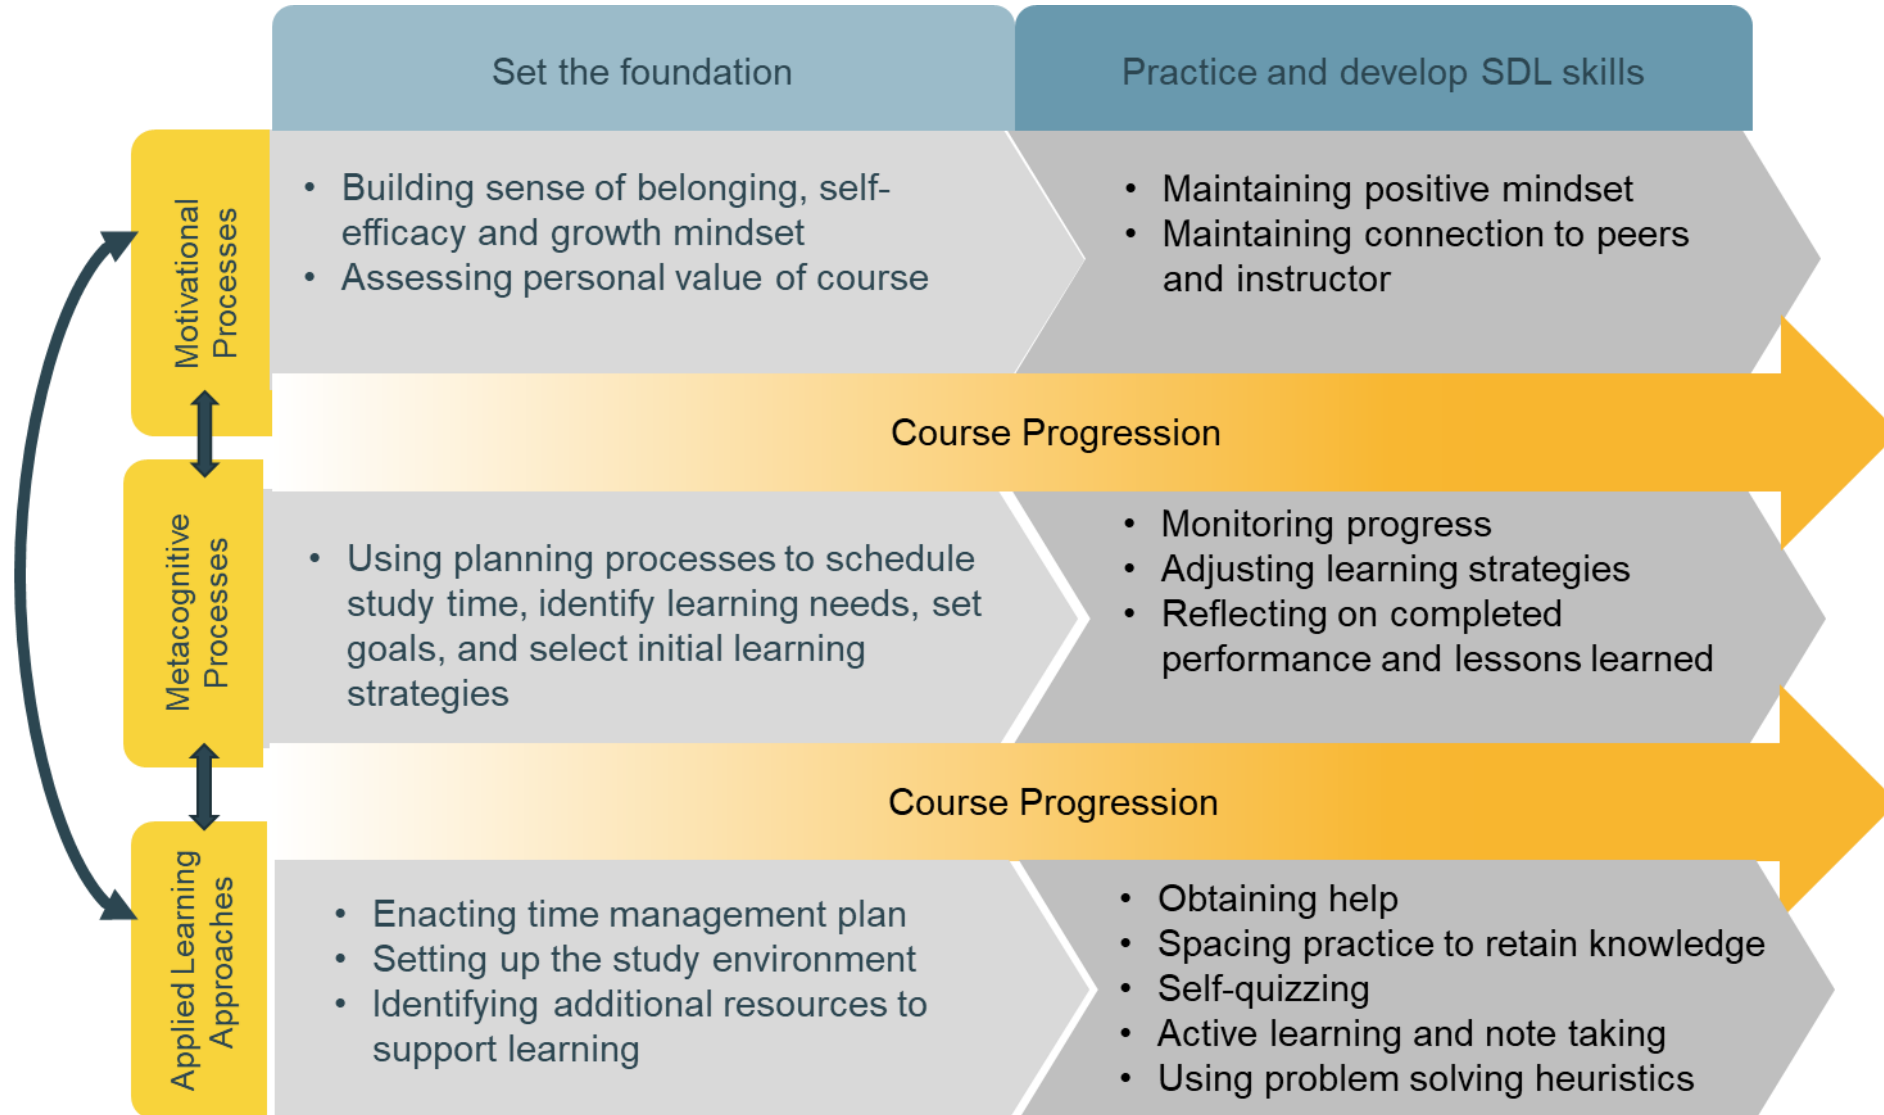 Set the foundation
Practice and develop SDL skills
Motivational
Processes
• Building sense of belonging, self-
efficacy and growth mindset
• Assessing personal value of course
• Maintaining positive mindset
• Maintaining connection to peers
and instructor
Course Progression
Metacognitive
Processes
• Using planning processes to schedule
study time, identify learning needs, set
goals, and select initial learning
strategies
• Monitoring progress
• Adjusting learning strategies
• Reflecting on completed
performance and lessons learned
Course Progression
Applied Learning
Approaches
• Enacting time management plan
• Setting up the study environment
• Identifying additional resources to
support learning
• Obtaining help
• Spacing practice to retain knowledge
• Self-quizzing
• Active learning and note taking
• Using problem solving heuristics